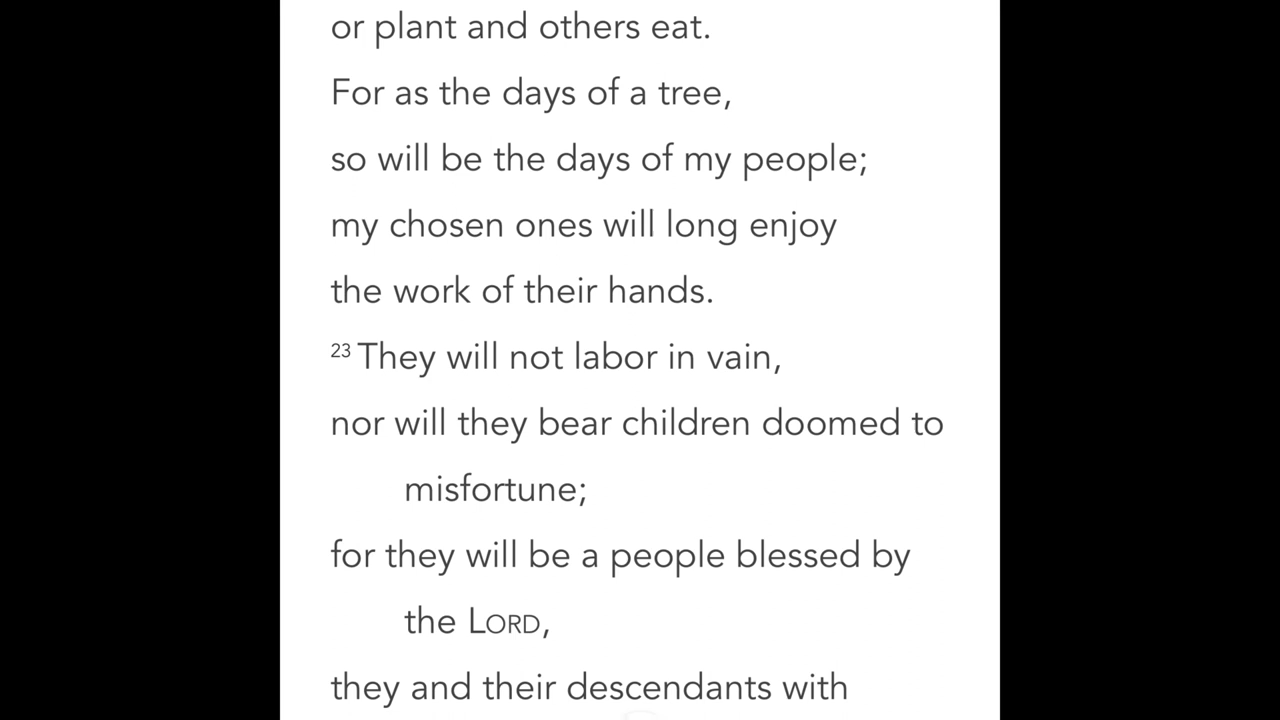 or plant and others eat.
For as the days of a tree,
so will be the days of my people;
my chosen ones will long enjoy
the work of their hands.
23 They will not labor in vain,
nor will they bear children doomed to
misfortune;
for they will be a people blessed by
the LORD,
they and their descendants with